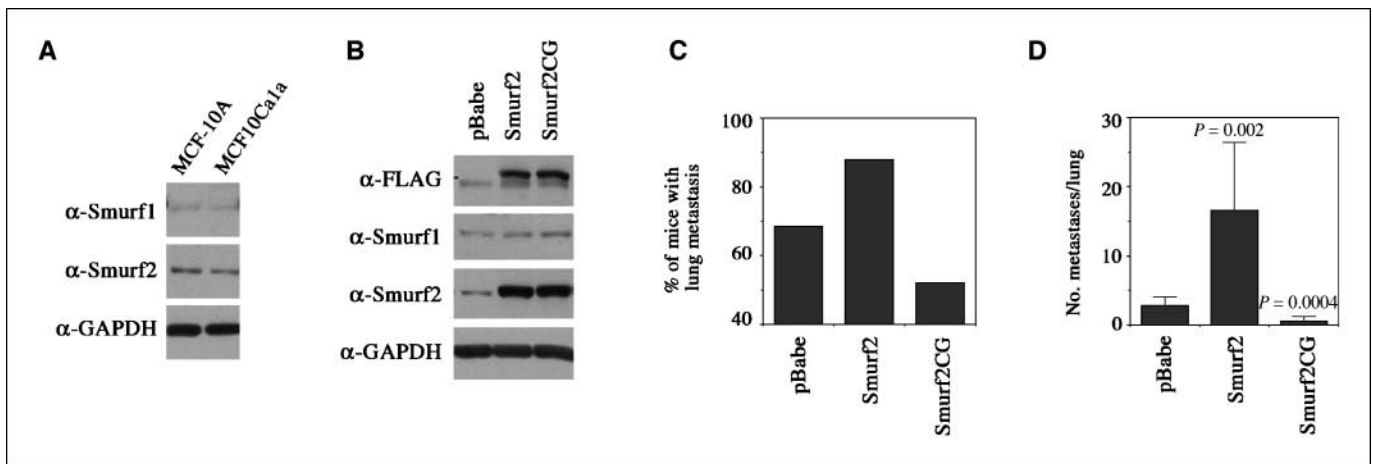 A
MCF-10A
MCF10Ca1a
α-Smurf1
α-Smurf2
α-GAPDH
B
pBabe
Smurf2
Smurf2CG
α-FLAG
α-Smurf1
α-Smurf2
α-GAPDH
C
% of mice with
lung metastasis
100
80
60
40
pBabe
Smurf2
Smurf2CG
D
No. metastases/lung
30
20
10
0
P = 0.002
P = 0.0004
pBabe
Smurf2
Smurf2CG